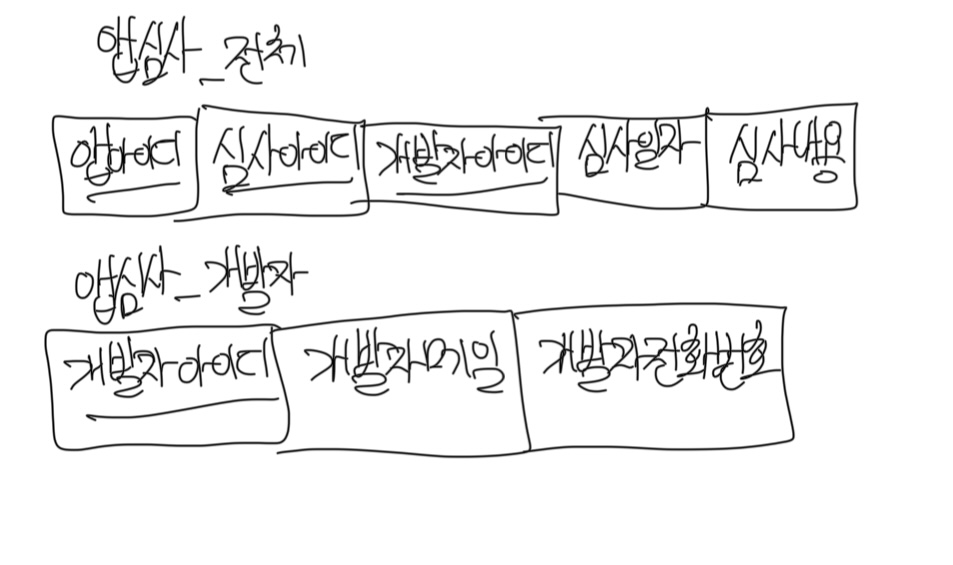 앱심사_전체
앱아이디 심사아이디 개발자아이디 심사일자 심사내용
앱심사_개발자
개발자아이디 개발자메일 개발자전화번호